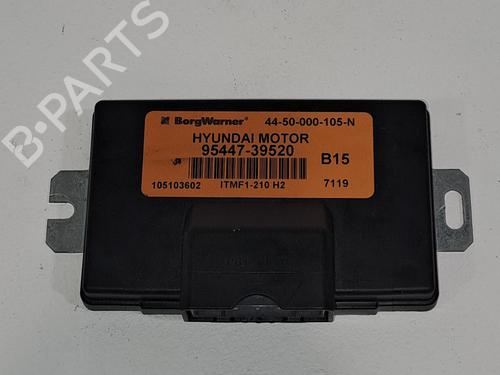 B-PARTS
BorgWarner 44-50-000-105-N
HYUNDAI MOTOR
95447-39520
B15
105103602 ITMF1-210 H2 7119